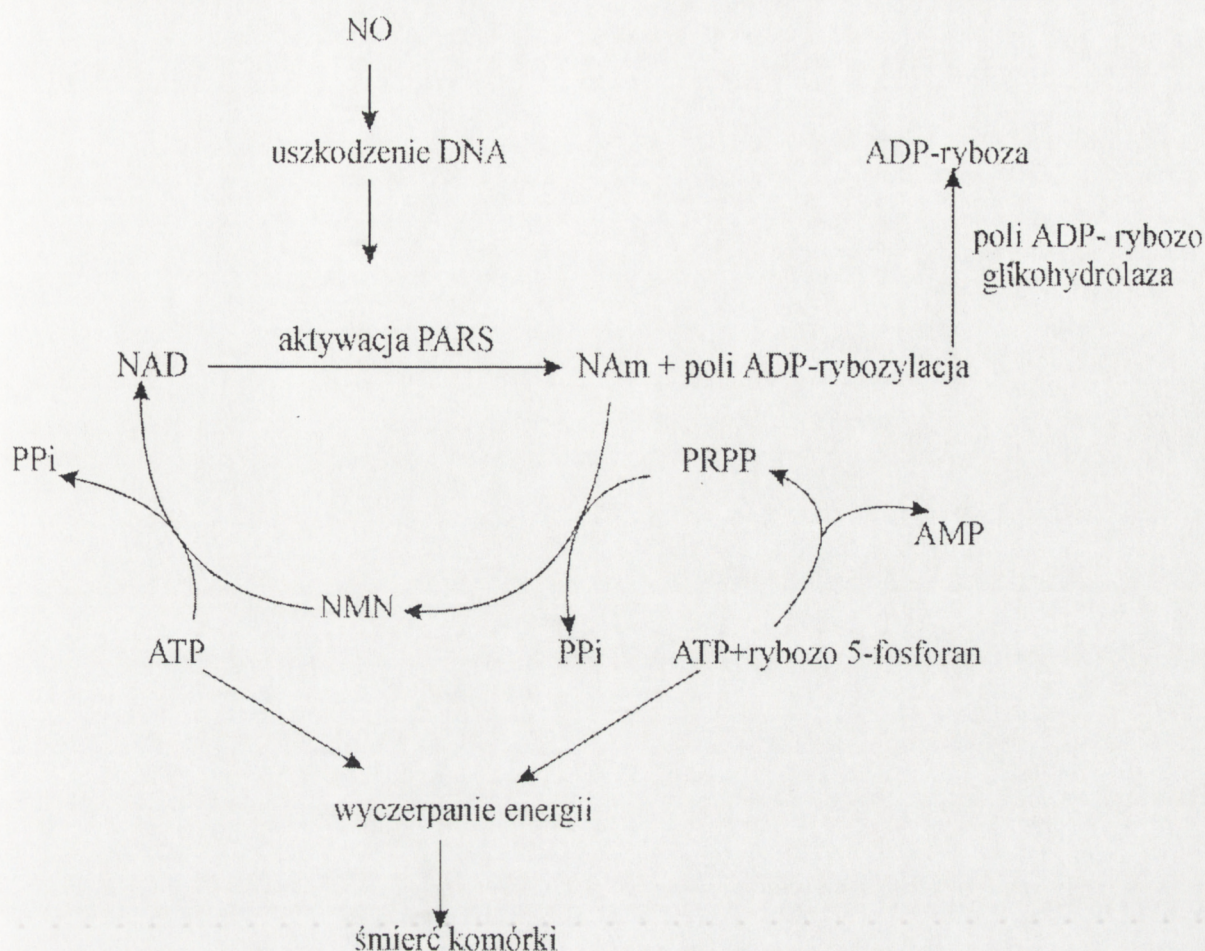 NO
uszkodzenie DNA
ADP-ryboza
poli ADP- rybozo
glikohydrolaza
aktywacja PARS
NAD
NAm + poli ADP-rybozylacja
PPi
PRPP
AMP
NMN
ATP
PPi
ATP+rybozo 5-fosforan
wyczerpanie energii
śmierć komórki